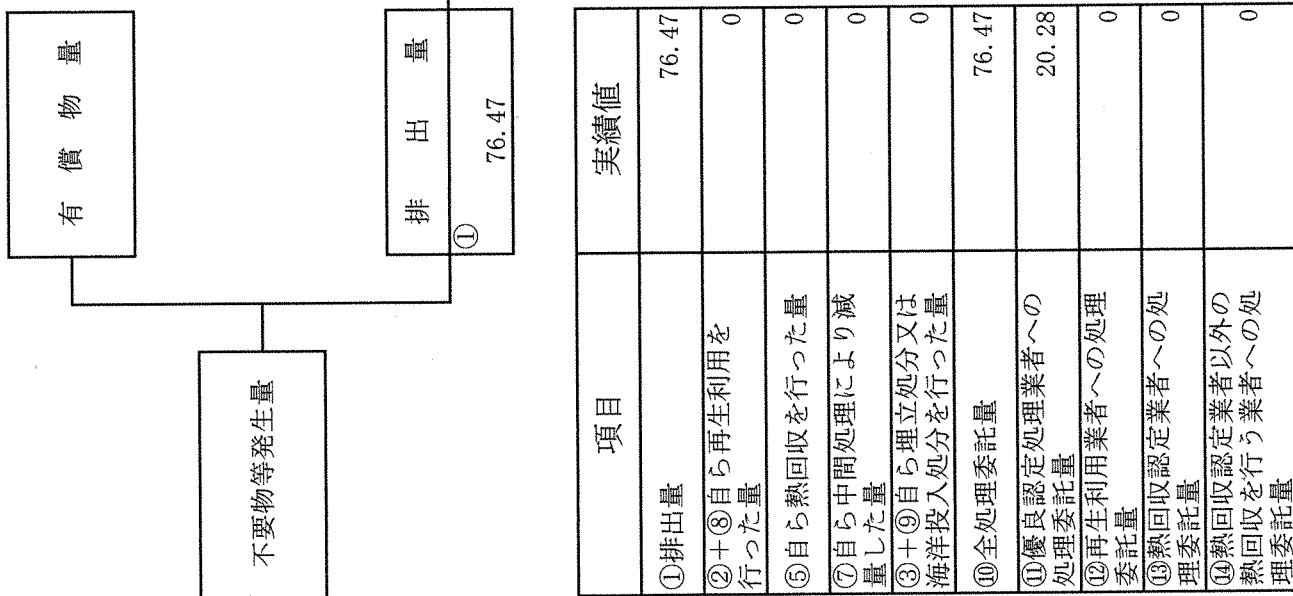 有償物量
排出量
①
76.47
不要物等発生量
項目
実績値
①排出量
76.47
②+⑧自ら再生利用を
行った量
0
⑤自ら熱回収を行った量
0
⑦自ら中間処理により減
量した量
0
③+⑨自ら埋立処分又は
海洋投入処分を行った量
0
⑩全処理委託量
76.47
⑪優良認定処理業者への
処理委託量
20.28
⑫再生利用業者への処理
委託量
0
⑬熱回収認定業者への処
理委託量
0
⑭熱回収認定業者以外の
熱回収を行う業者への処
理委託量
0